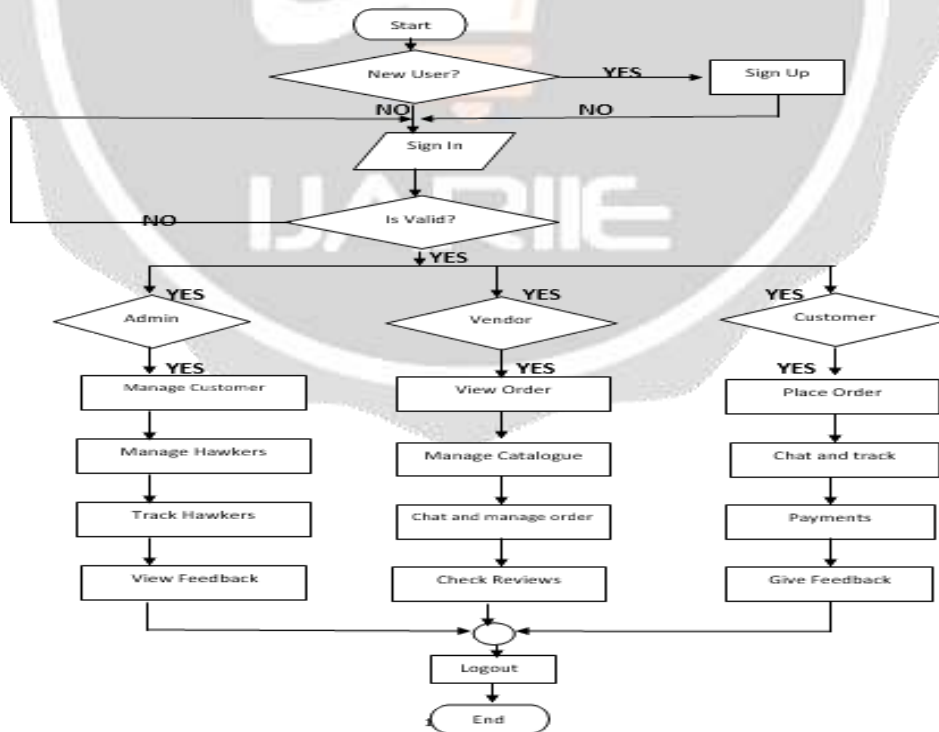 Start
New User?
YES
Sign Up
NO
NO
Sign In
IJARIIE
Is Valid?
NO
YES
YES
YES
YES
Admin
Vendor
Customer
YES
YES
YES
Manage Customer
View Order
Place Order
Manage Hawkers
Manage Catalogue
Chat and track
Track Hawkers
Chat and manage order
Payments
View Feedback
Check Reviews
Give Feedback
Logout
End